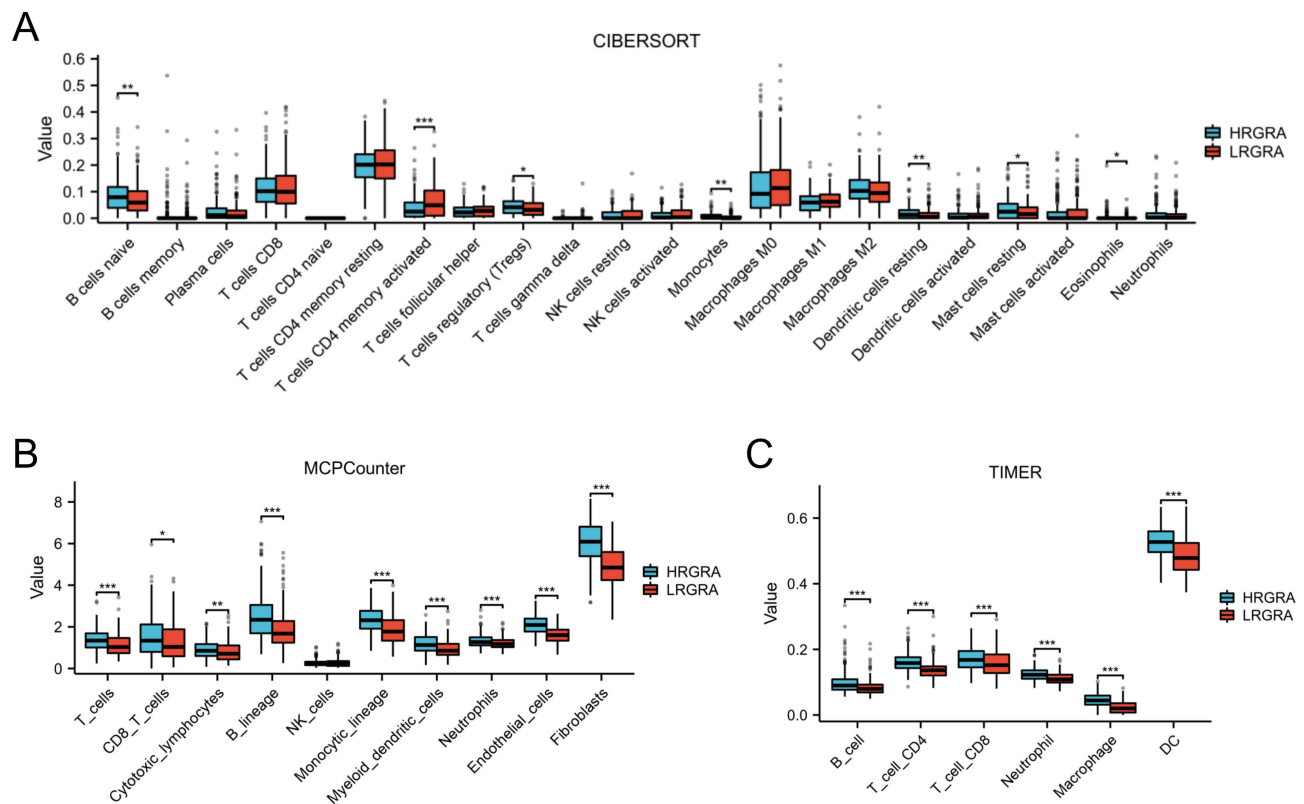 A
CIBERSORT
Value
0.6
0.5
0.4
0.3
0.2
0.1
0.0
**
***
*
**
**
*
*
HRGRA
LRGRA
B cells naive
B cells memory
Plasma cells
T cells CD8
T cells CD4 naive
T cells CD4 memory resting
T cells CD4 memory activated
T cells follicular helper
T cells regulatory (Tregs)
T cells gamma delta
NK cells resting
NK cells activated
Monocytes
Macrophages M0
Macrophages M1
Macrophages M2
Dendritic cells resting
Dendritic cells activated
Mast cells resting
Mast cells activated
Eosinophils
Neutrophils
B
MCPCounter
Value
8
6
4
2
0
***
*
**
***
***
***
***
***
***
HRGRA
LRGRA
T_cells
CD8_T_cells
Cytotoxic_lymphocytes
B_lineage
NK_cells
Monocytic_lineage
Myeloid_dendritic_cells
Neutrophils
Endothelial_cells
Fibroblasts
C
TIMER
Value
0.6
0.4
0.2
0.0
***
***
***
***
***
***
HRGRA
LRGRA
B_cell
T_cell_CD4
T_cell_CD8
Neutrophil
Macrophage
DC